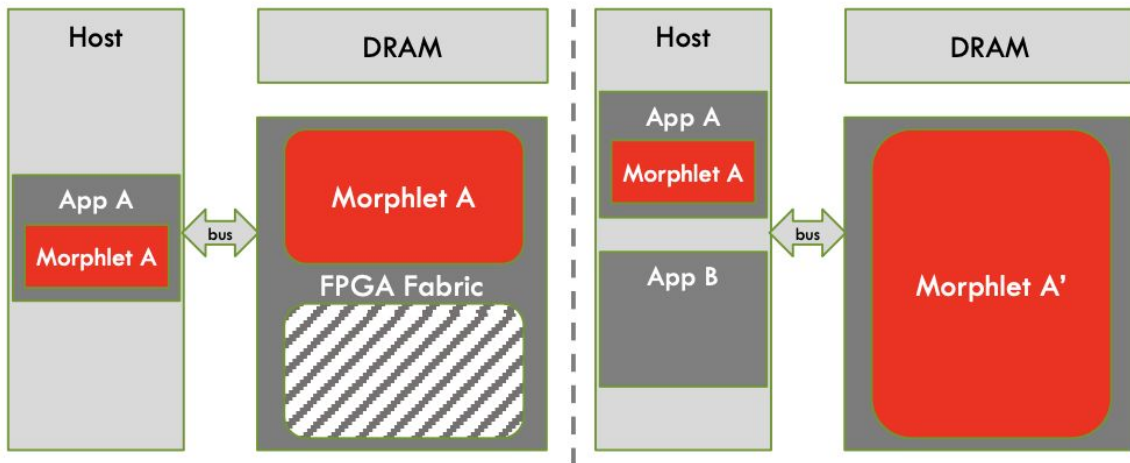 Host
DRAM
App A
Morphlet A
bus
Morphlet A
FPGA Fabric
Host
DRAM
App A
Morphlet A
bus
App B
Morphlet A'